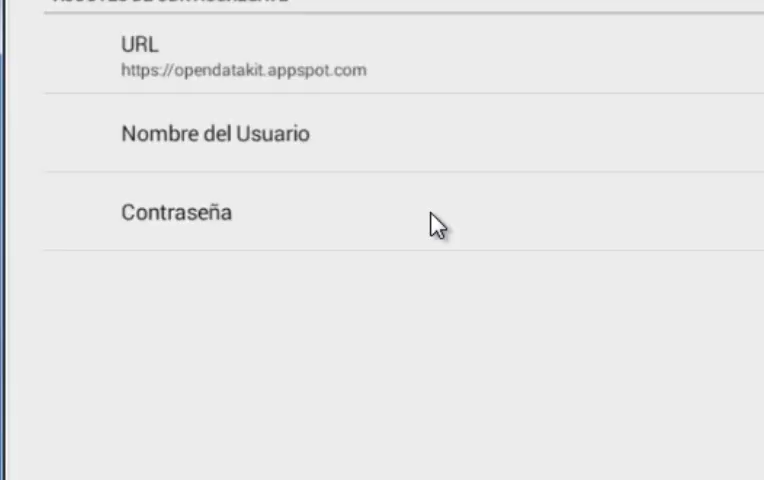 URL
https://opendatakit.appspot.com
Nombre del Usuario
Contraseña